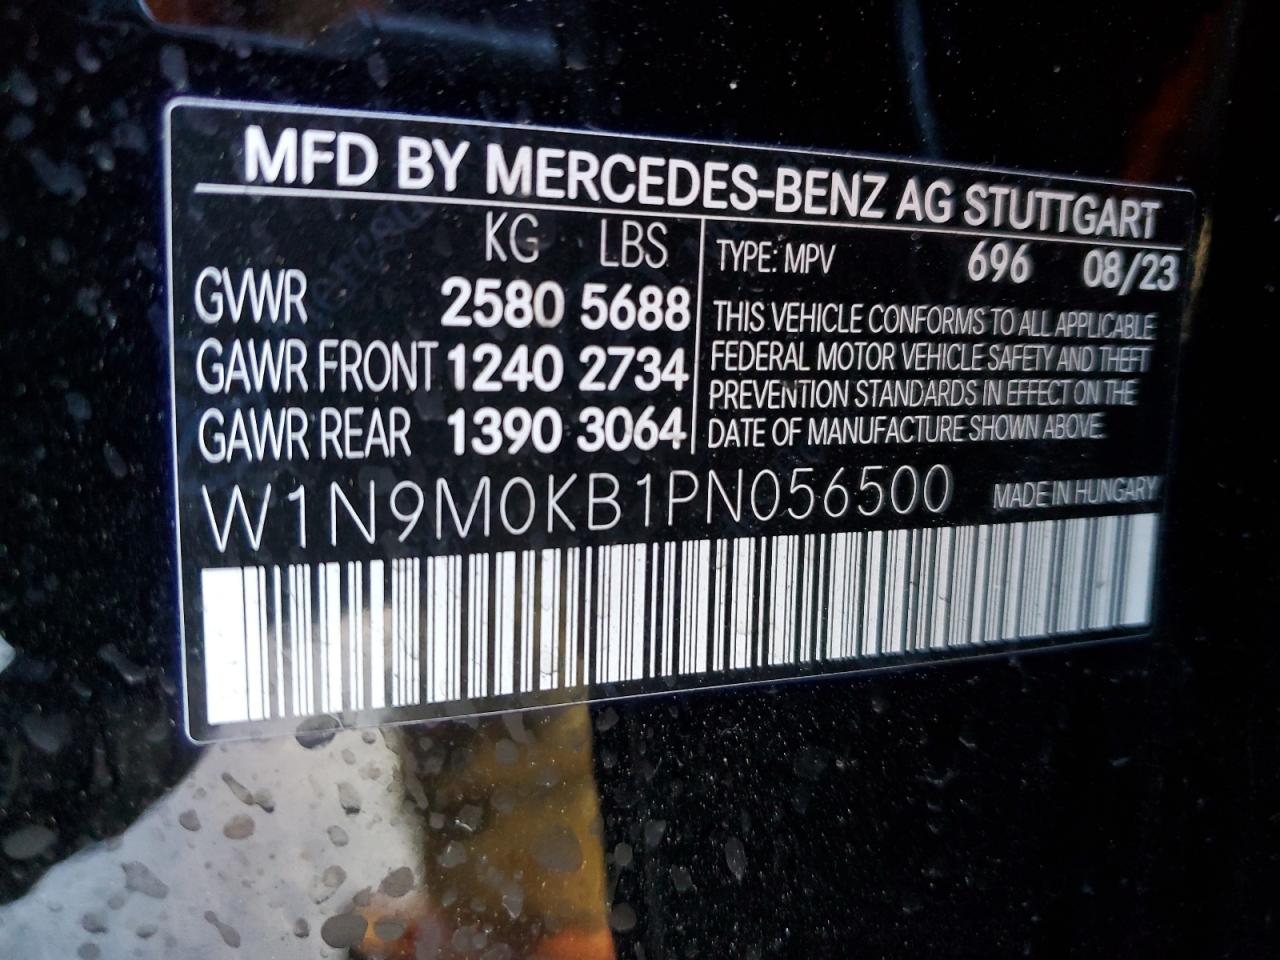 MFD BY MERCEDES-BENZ AG STUTTGART
KG LBS
GVWR 2580 5688
GAWR FRONT 1240 2734
GAWR REAR 1390 3064
TYPE: MPV 696 08/23
THIS VEHICLE CONFORMS TO ALL APPLICABLE
FEDERAL MOTOR VEHICLE SAFETY AND THEFT
PREVENTION STANDARDS IN EFFECT ON THE
DATE OF MANUFACTURE SHOWN ABOVE.
W1N9M0KB1PN056500 MADE IN HUNGARY